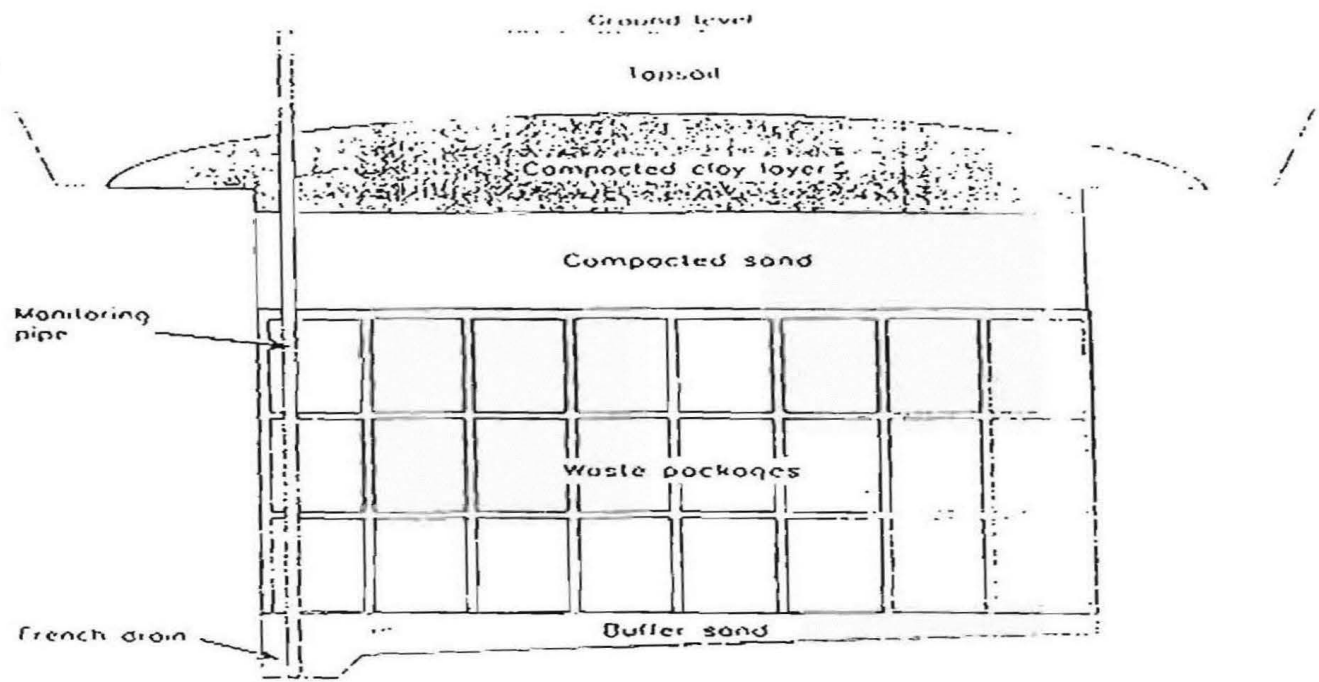 Ground level
Topsoil
Compacted clay layer
Compacted sand
Monitoring
pipe
Waste packages
French drain
Buffer sand